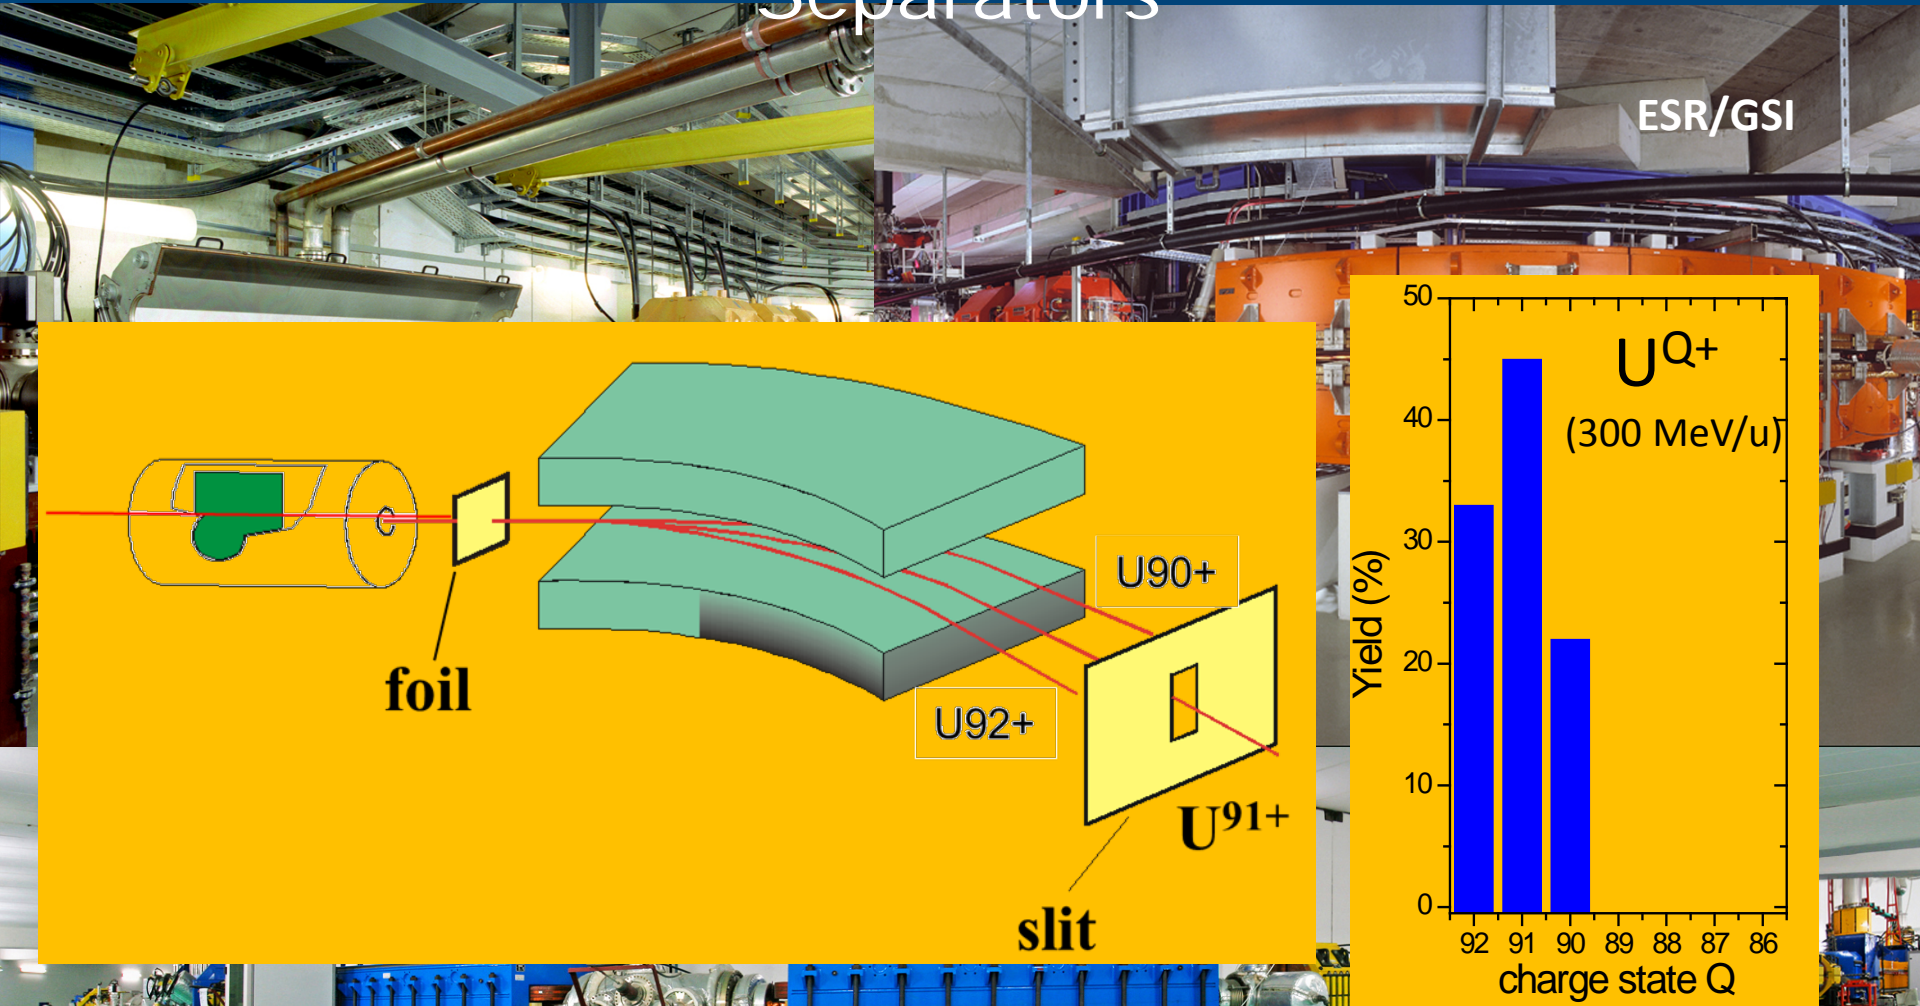 Separators
ESR/GSI
foil
U90+
U92+
U91+
slit
UQ+
(300 MeV/u)
Yield (%)
50
40
30
20
10
0
92 91 90 89 88 87 86
charge state Q